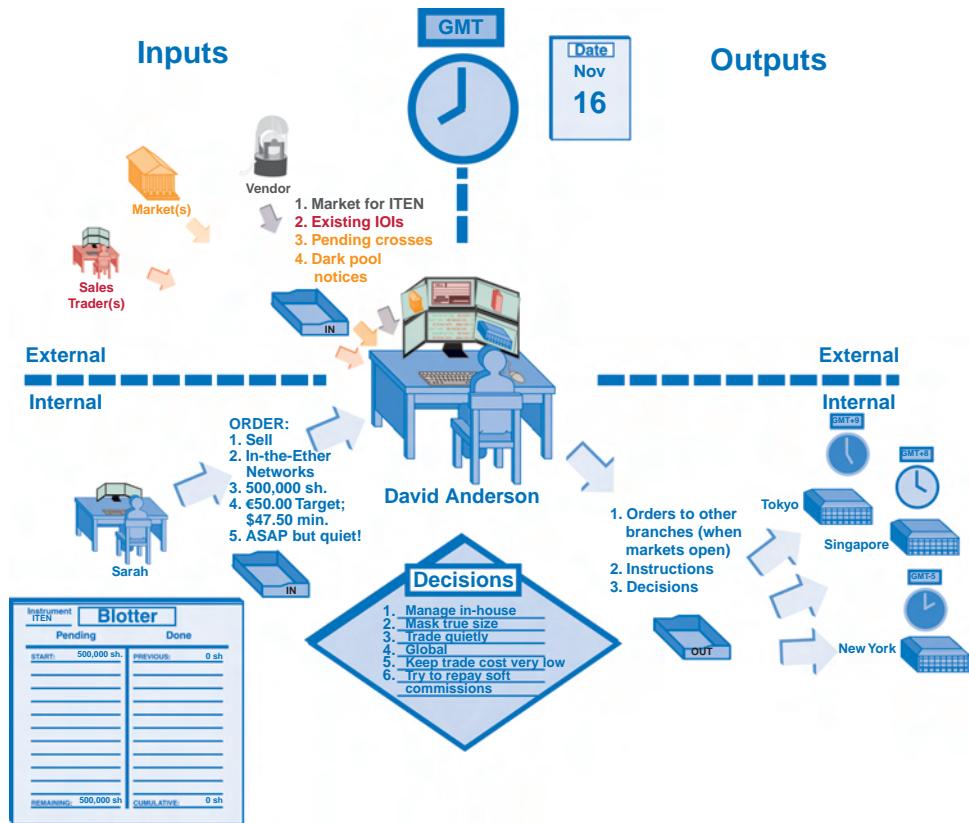 GMT
Inputs
Date
Nov
16
Outputs
Vendor
Market(s)
Sales
Trader(s)
1. Market for ITEN
2. Existing IOIs
3. Pending crosses
4. Dark pool
notices
IN
External
Internal
External
Internal
ORDER:
1. Sell
2. In-the-Ether
Networks
3. 500,000 sh.
4. €50.00 Target;
$47.50 min.
5. ASAP but quiet!
Sarah
IN
David Anderson
GMT+9
GMT+8
Tokyo
Singapore
GMT-5
New York
1. Orders to other
branches (when
markets open)
2. Instructions
3. Decisions
OUT
Decisions
1. Manage in-house
2. Mask true size
3. Trade quietly
4. Global
5. Keep trade cost very low
6. Try to repay soft
commissions
Instrument
ITEN
Blotter
Pending
Done
START: 500,000 sh.
PREVIOUS: 0 sh
REMAINING: 500,000 sh
CUMULATIVE: 0 sh